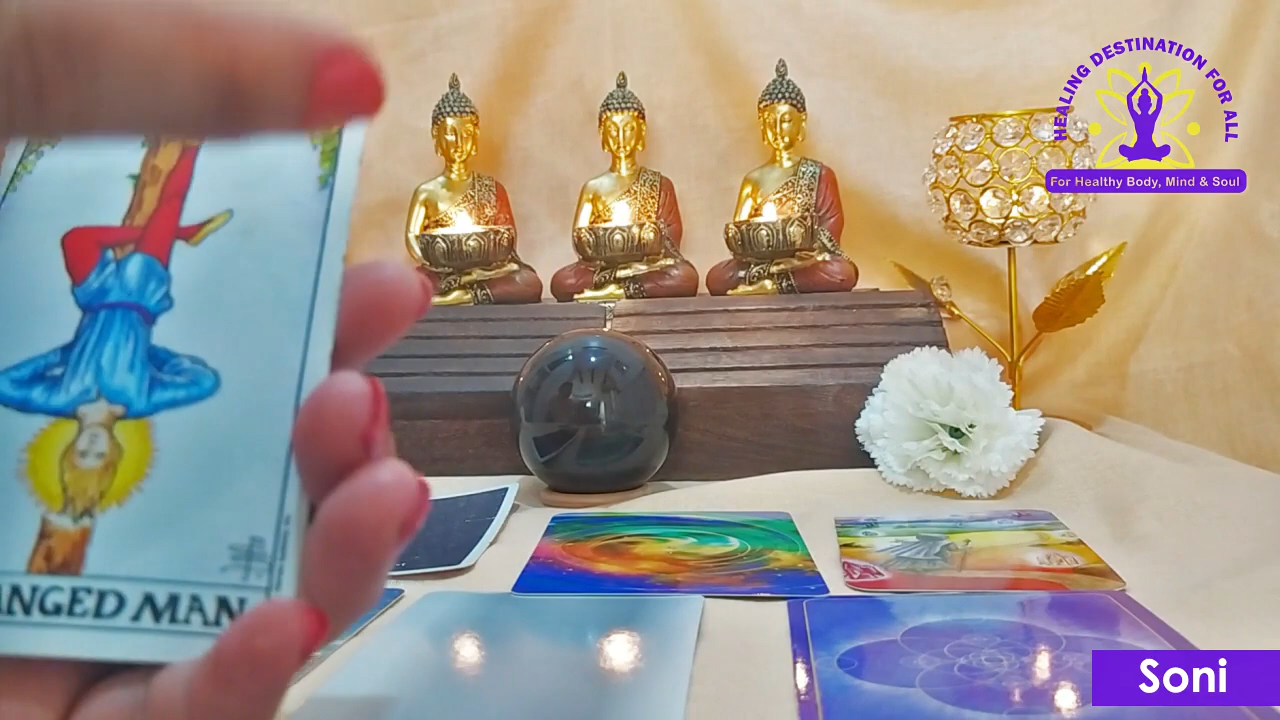 HEALING DESTINATION FOR ALL
For Healthy Body, Mind & Soul
ANGED MAN
Soni